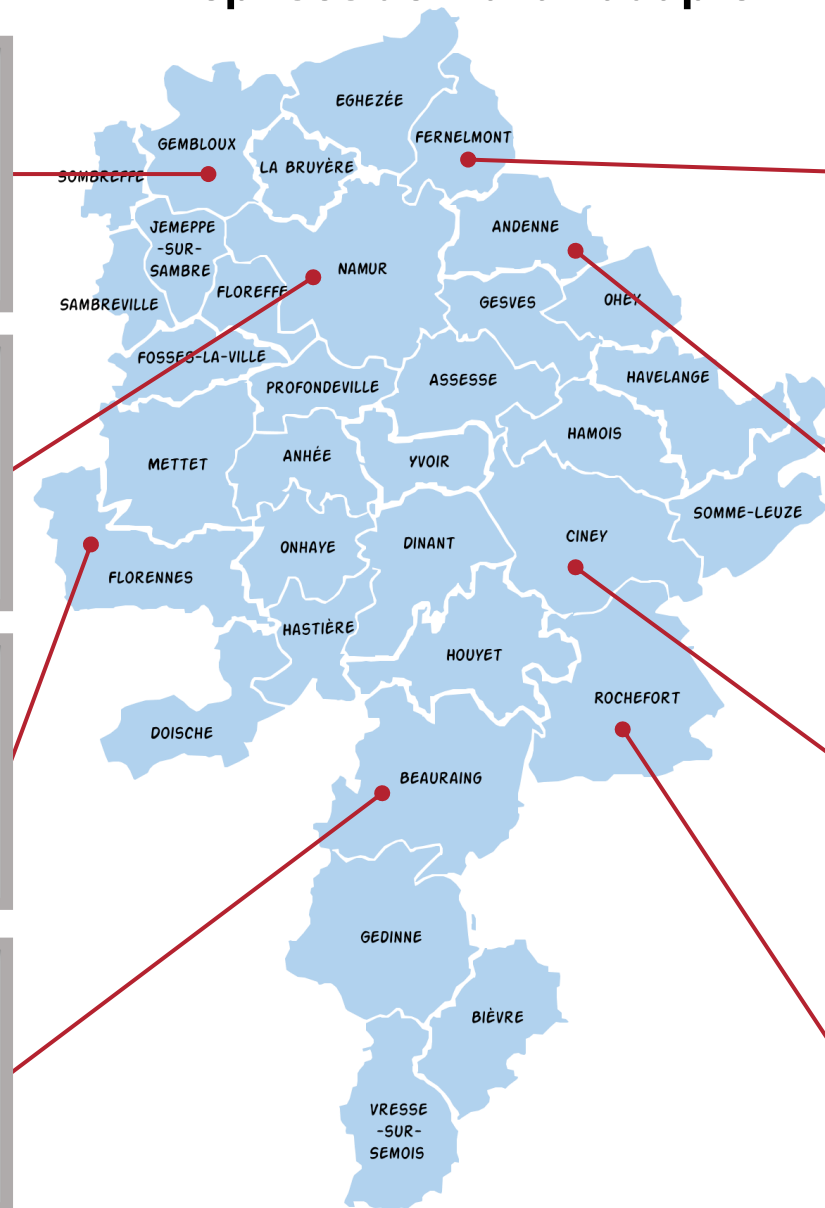 EGHEZÉE
FERNELMONT
GEMBLOUX
LA BRUYÈRE
SOMBREFFE
JEMEPPE
-SUR-
SAMBRE
ANDENNE
NAMUR
FLOREFFE
SAMBREVILLE
GESVES
OHEY
FOSSES-LA-VILLE
PROFONDEVILLE
ASSESSE
HAVELANGE
HAMOIS
METTET
ANHÉE
YVOIR
SOMME-LEUZE
CINEY
ONHAYE
DINANT
FLORENNES
HASTIÈRE
HOUYET
ROCHEFORT
DOISCHE
BEAURAING
GEDINNE
BIÈVRE
VRESSE
-SUR-
SEMOIS